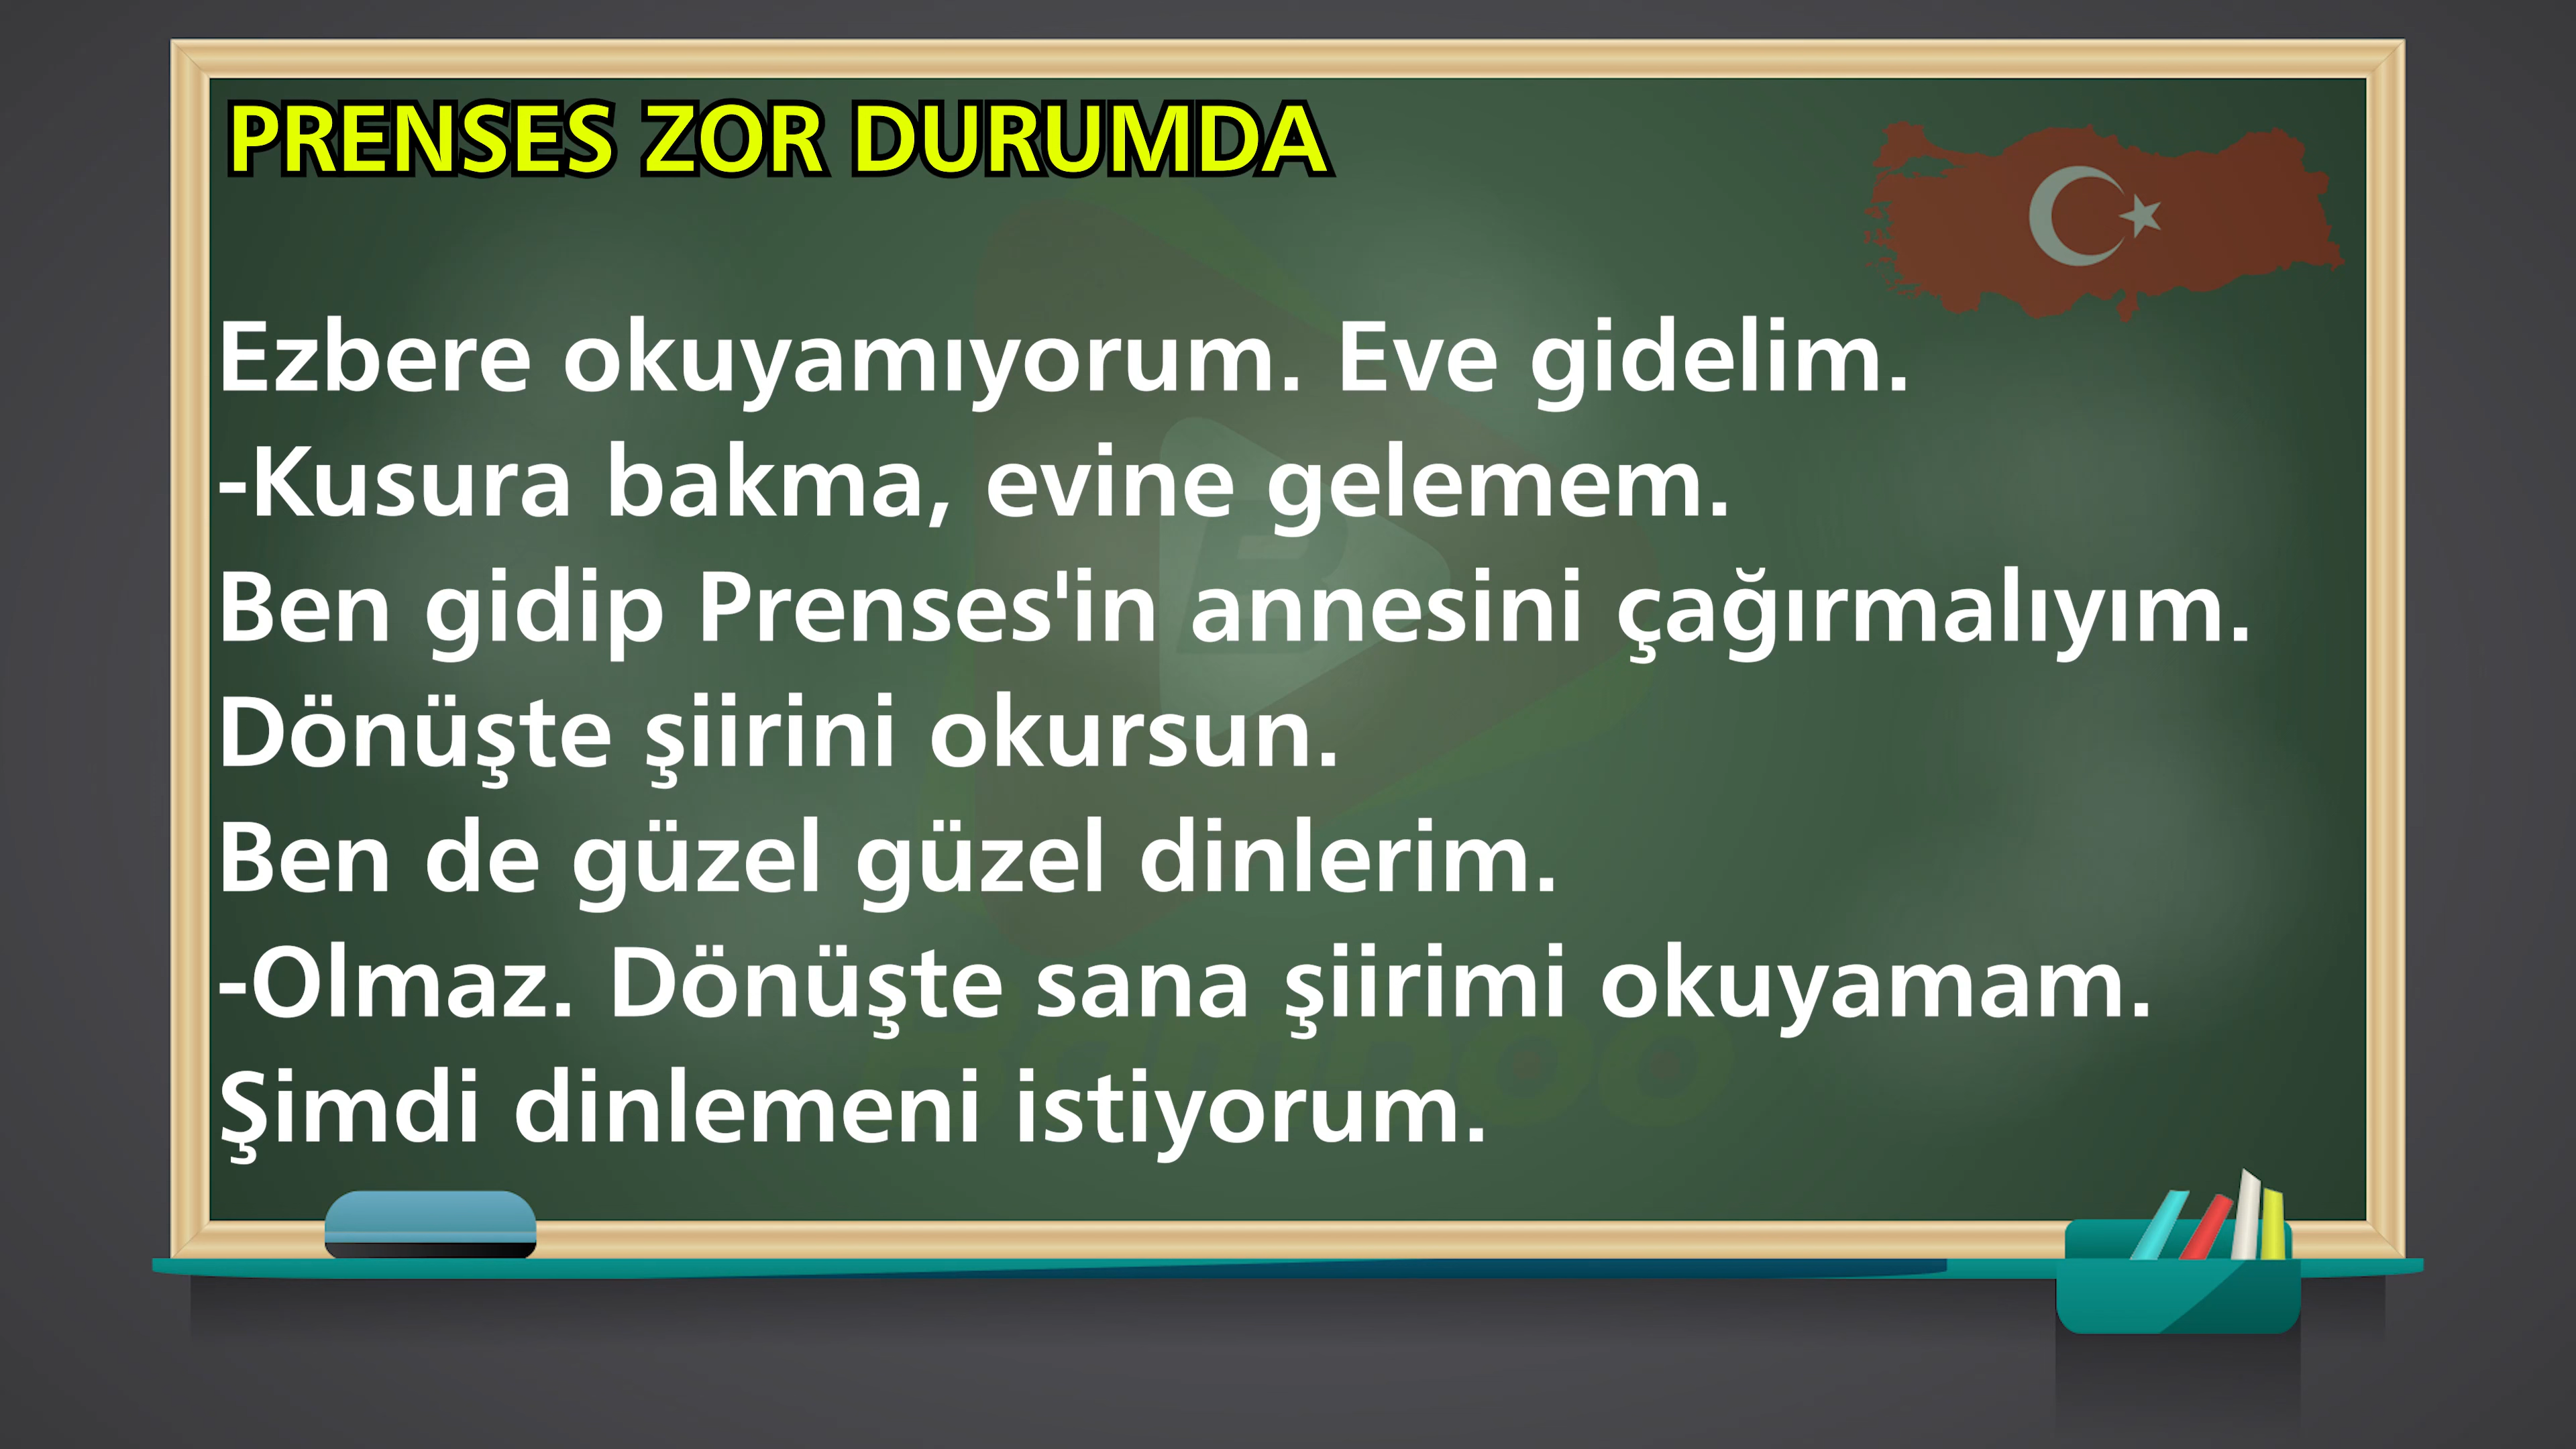 PRENSES ZOR DURUMDA
Ezbere okuyamıyorum. Eve gidelim.
-Kusura bakma, evine gelemem.
Ben gidip Prenses'in annesini çağırmalıyım.
Dönüşte şiirini okursun.
Ben de güzel güzel dinlerim.
-Olmaz. Dönüşte sana şiirimi okuyamam.
Şimdi dinlemeni istiyorum.